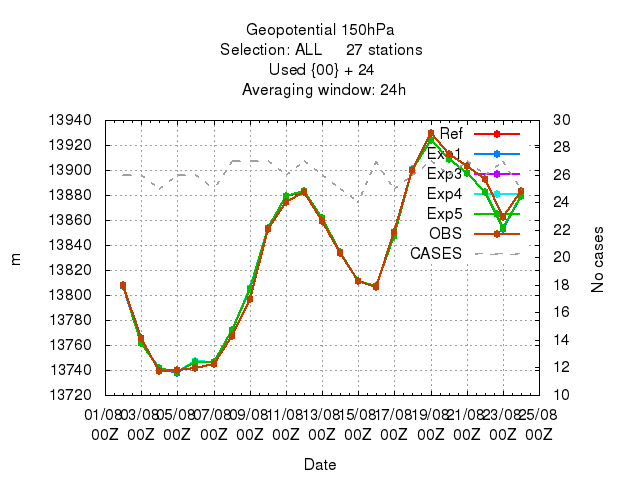 Geopotential 150hPa
Selection: ALL 27 stations
Used {00} + 24
Averaging window: 24h
13940
13920
13900
13880
13860
13840
13820
13800
13780
13760
13740
13720
m
30
28
26
24
22
20
18
16
14
12
10
No cases
Ref
Exp1
Exp3
Exp4
Exp5
OBS
CASES
01/08 03/08 05/08 07/08 09/08 11/08 13/08 15/08 17/08 19/08 21/08 23/08 25/08
00Z 00Z 00Z 00Z 00Z 00Z 00Z 00Z 00Z 00Z 00Z 00Z 00Z
Date